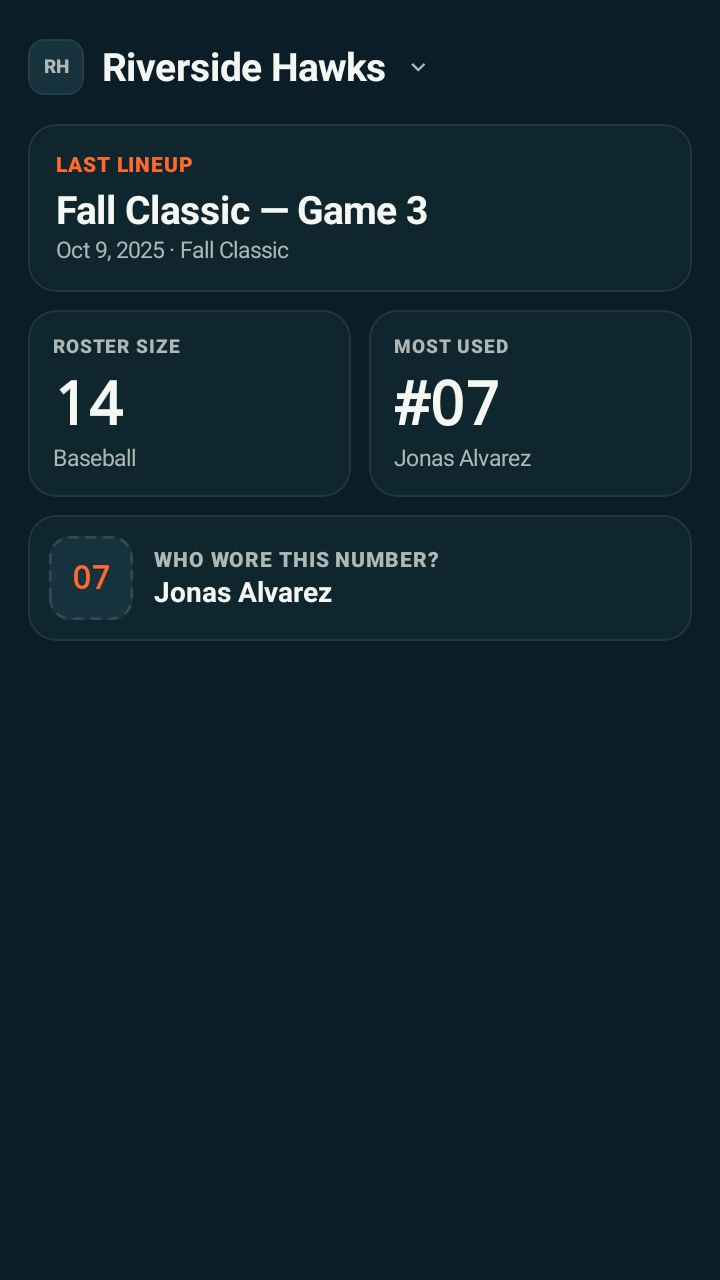 RH
Riverside Hawks
LAST LINEUP
Fall Classic — Game 3
Oct 9, 2025 · Fall Classic
ROSTER SIZE
14
Baseball
MOST USED
#07
Jonas Alvarez
07
WHO WORE THIS NUMBER?
Jonas Alvarez